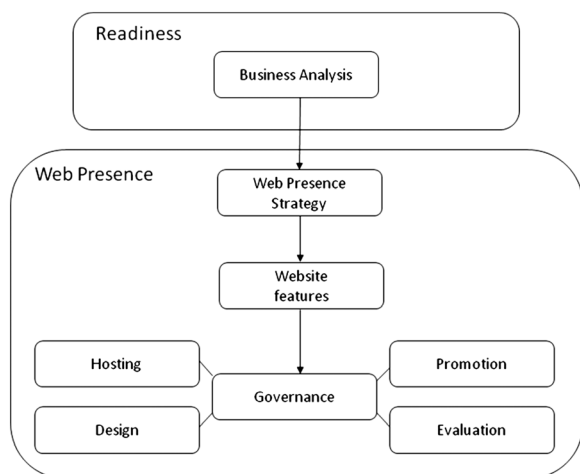 Readiness
Business Analysis
Web Presence
Web Presence
Strategy
Website
features
Hosting
Promotion
Governance
Design
Evaluation